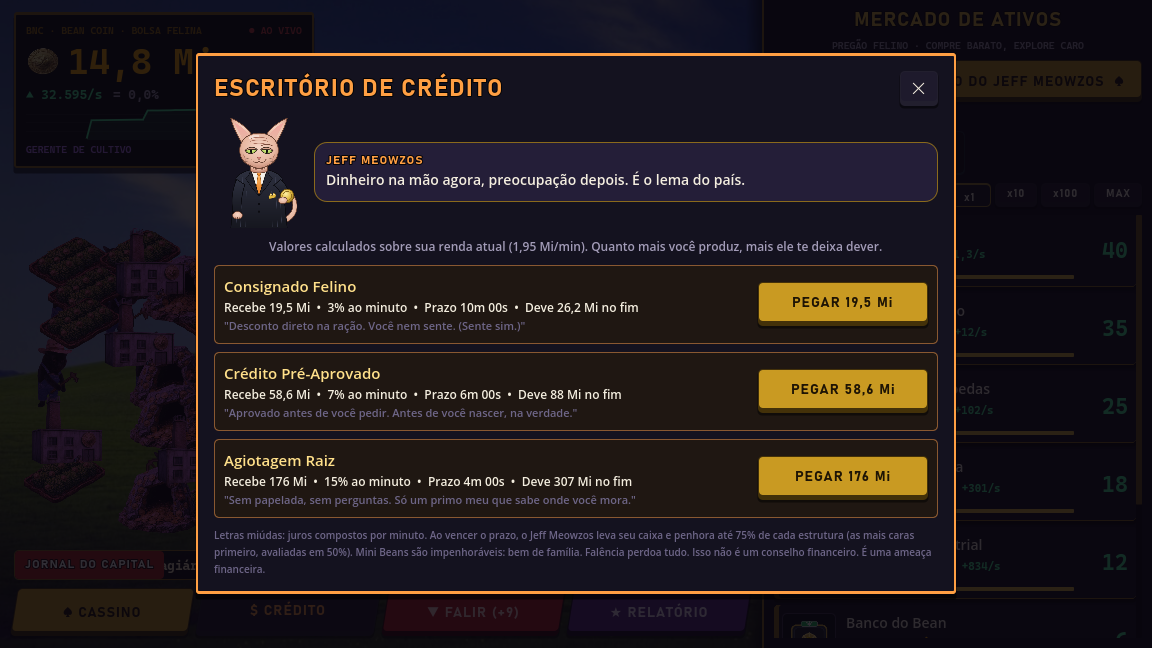 BMC · BEAN COIN · BOLSA FELINA
● AO VIVO
14,8 M
▲ 32.595/s = 0,0%
GERENTE DE CULTIVO
MERCADO DE ATIVOS
PREGÃO FELINO · COMPRE BARATO, EXPLORE CARO
DO JEFF MEOWZOS ♠
x1 x10 x100 MAX
ESCRITÓRIO DE CRÉDITO
JEFF MEOWZOS
Dinheiro na mão agora, preocupação depois. É o lema do país.
Valores calculados sobre sua renda atual (1,95 Mi/min). Quanto mais você produz, mais ele te deixa dever.
Consignado Felino
Recebe 19,5 Mi • 3% ao minuto • Prazo 10m 00s • Deve 26,2 Mi no fim
"Desconto direto na ração. Você nem sente. (Sente sim.)"
PEGAR 19,5 Mi
Crédito Pré-Aprovado
Recebe 58,6 Mi • 7% ao minuto • Prazo 6m 00s • Deve 88 Mi no fim
"Aprovado antes de você pedir. Antes de você nascer, na verdade."
PEGAR 58,6 Mi
Agiotagem Raiz
Recebe 176 Mi • 15% ao minuto • Prazo 4m 00s • Deve 307 Mi no fim
"Sem papelada, sem perguntas. Só um primo meu que sabe onde você mora."
PEGAR 176 Mi
Letras miúdas: juros compostos por minuto. Ao vencer o prazo, o Jeff Meowzos leva seu caixa e penhora até 75% de cada estrutura (as mais caras
primeiro, avaliadas em 50%). Mini Beans são impenhoráveis: bem de família. Falência perdoa tudo. Isso não é um conselho financeiro. É uma ameaça
financeira.
,3/s
40
+12/s
35
edas
+102/s
25
+301/s
18
trial
+834/s
12
Banco do Bean
JORNAL DO CAPITAL
♠ CASSINO
$ CRÉDITO
▼ FALIR (+9)
★ RELATÓRIO